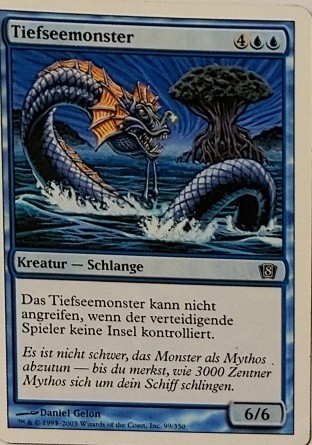 Tiefseemonster 4
Kreatur — Schlange 8
Das Tiefseemonster kann nicht
angreifen, wenn der verteidigende
Spieler keine Insel kontrolliert.
Es ist nicht schwer, das Monster als Mythos
abzutun — bis du merkst, wie 3000 Zentner
Mythos sich um dein Schiff schlingen.
Daniel Gelon
™ & © 1993-2003 Wizards of the Coast, Inc. 99/350
6/6